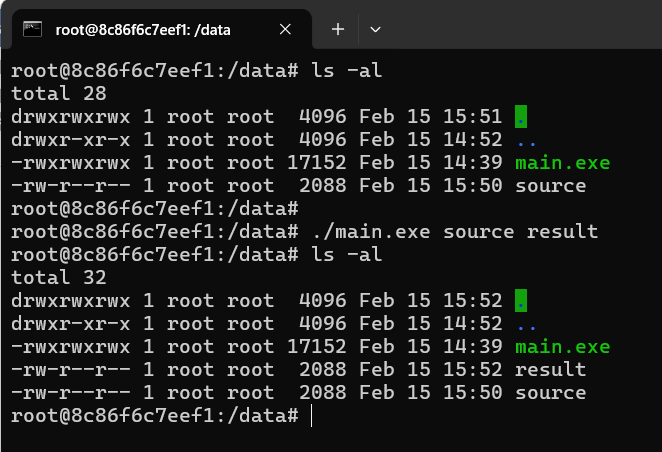 root@8c86f6c7eef1: /data
root@8c86f6c7eef1:/data# ls -al
total 28
drwxrwxrwx 1 root root  4096 Feb 15 15:51 .
drwxr-xr-x 1 root root  4096 Feb 15 14:52 ..
-rwxrwxrwx 1 root root 17152 Feb 15 14:39 main.exe
-rw-r--r-- 1 root root  2088 Feb 15 15:50 source
root@8c86f6c7eef1:/data#
root@8c86f6c7eef1:/data# ./main.exe source result
root@8c86f6c7eef1:/data# ls -al
total 32
drwxrwxrwx 1 root root  4096 Feb 15 15:52 .
drwxr-xr-x 1 root root  4096 Feb 15 14:52 ..
-rwxrwxrwx 1 root root 17152 Feb 15 14:39 main.exe
-rw-r--r-- 1 root root  2088 Feb 15 15:52 result
-rw-r--r-- 1 root root  2088 Feb 15 15:50 source
root@8c86f6c7eef1:/data#